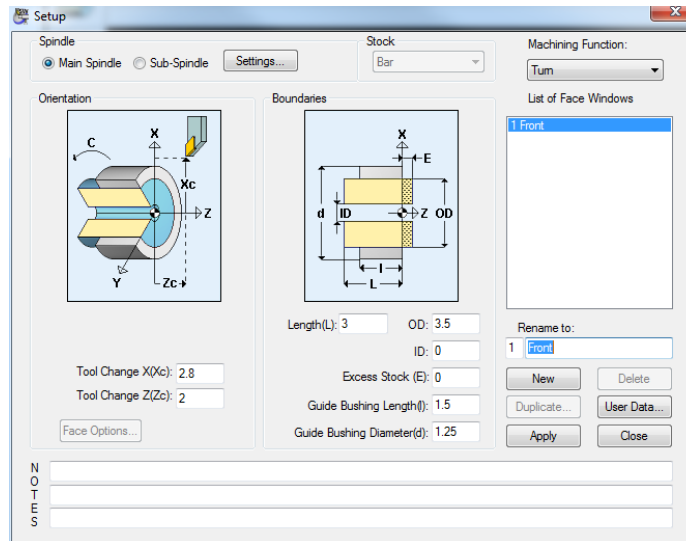 Setup
Spindle
Main Spindle
Sub-Spindle
Settings...
Stock
Bar
Machining Function:
Turn
Orientation
C
X
Xc
Z
Y
Zc
Boundaries
X
E
d
ID
Z
OD
l
L
List of Face Windows
1 Front
Length(L): 3
OD: 3.5
ID: 0
Excess Stock (E): 0
Guide Bushing Length(l): 1.5
Guide Bushing Diameter(d): 1.25
Tool Change X(Xc): 2.8
Tool Change Z(Zc): 2
Face Options...
Rename to:
1 Front
New
Delete
Duplicate...
User Data...
Apply
Close
NOTES